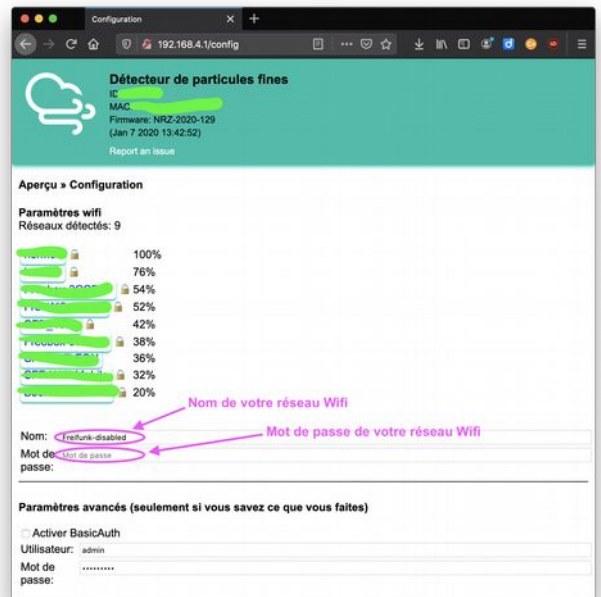 Configuration
192.168.4.1/config
Détecteur de particules fines
ID
MAC
Firmware: NRZ-2020-129
(Jan 7 2020 13:42:52)
Report an issue
Aperçu » Configuration
Paramètres wifi
Réseaux détectés: 9
100%
76%
54%
52%
42%
38%
36%
32%
20%
Nom de votre réseau Wifi
Mot de passe de votre réseau Wifi
Nom: Freifunk-disabled
Mot de passe: Mot de passe
Paramètres avancés (seulement si vous savez ce que vous faites)
Activer BasicAuth
Utilisateur: admin
Mot de passe: •••••••••